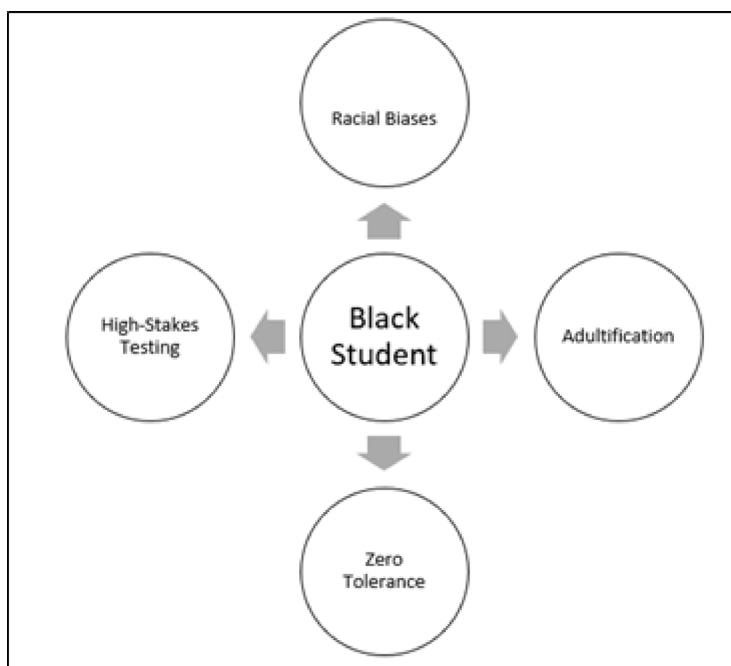 Racial Biases
High-Stakes
Testing
Black
Student
Adultification
Zero
Tolerance